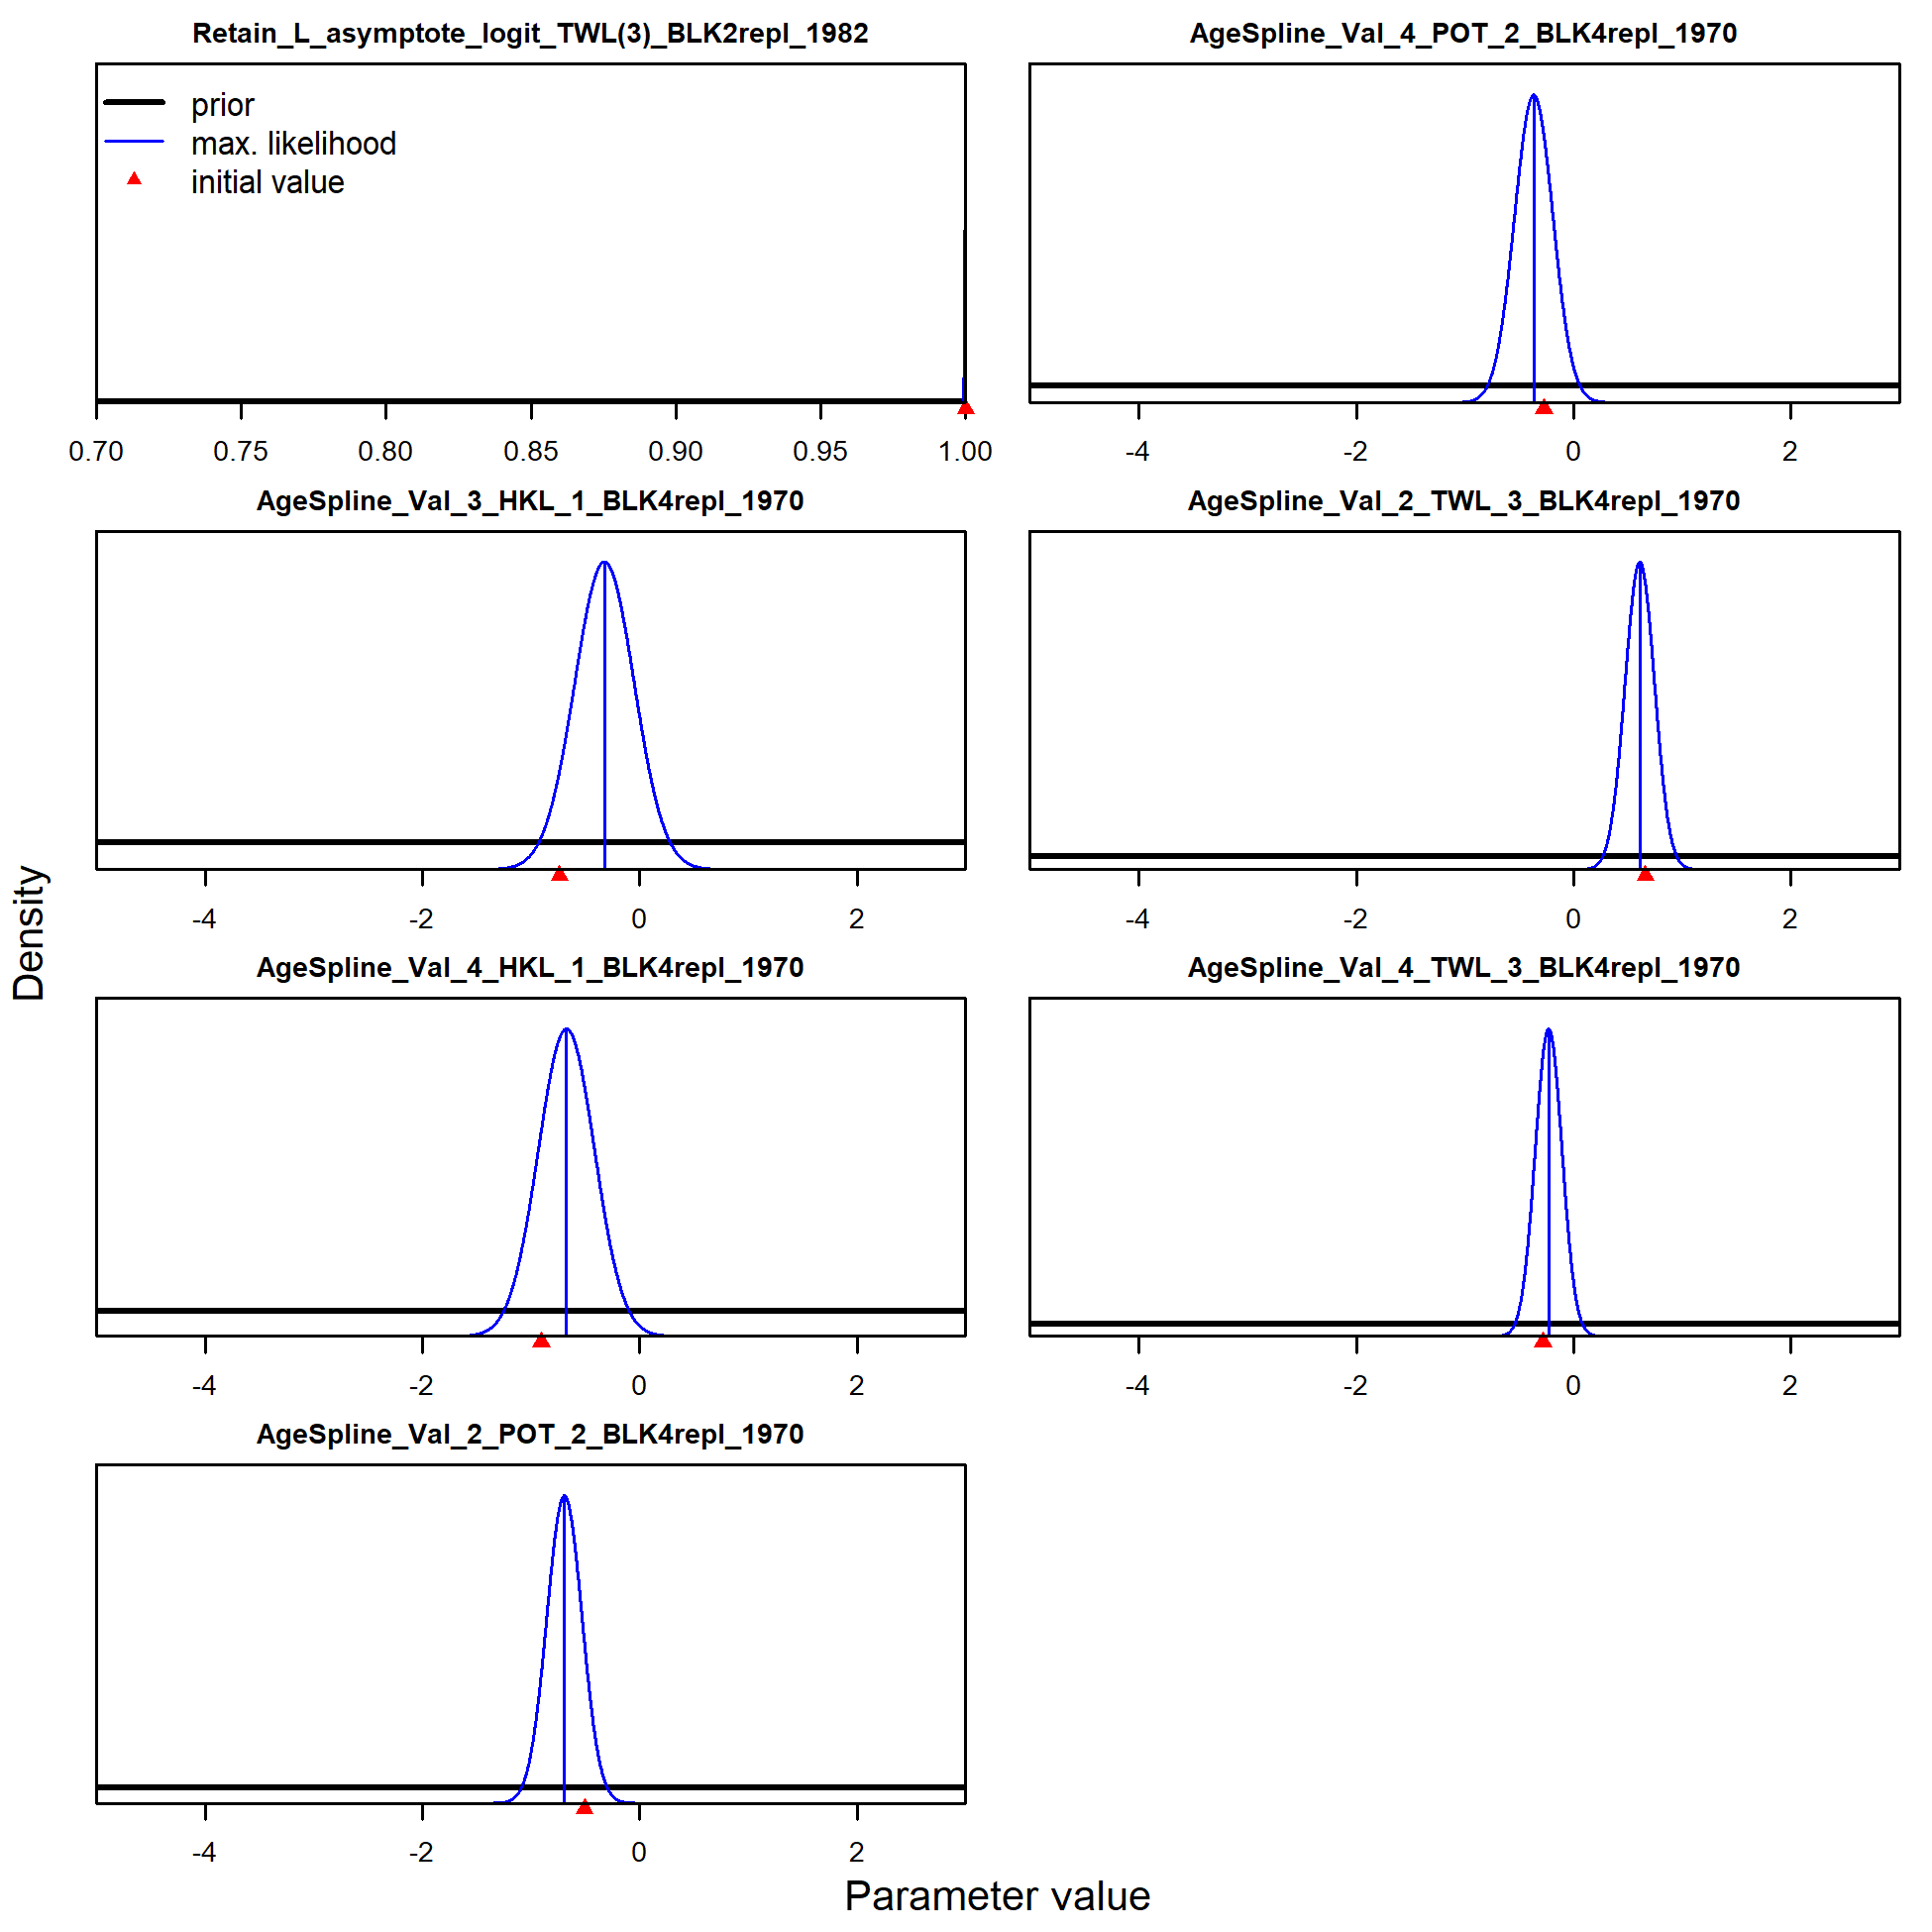 Retain_L_asymptote_logit_TWL(3)_BLK2repl_1982
prior
max. likelihood
initial value
0.70 0.75 0.80 0.85 0.90 0.95 1.00
AgeSpline_Val_4_POT_2_BLK4repl_1970
-4 -2 0 2
AgeSpline_Val_3_HKL_1_BLK4repl_1970
-4 -2 0 2
AgeSpline_Val_2_TWL_3_BLK4repl_1970
-4 -2 0 2
AgeSpline_Val_4_HKL_1_BLK4repl_1970
-4 -2 0 2
AgeSpline_Val_4_TWL_3_BLK4repl_1970
-4 -2 0 2
AgeSpline_Val_2_POT_2_BLK4repl_1970
-4 -2 0 2
Density
Parameter value